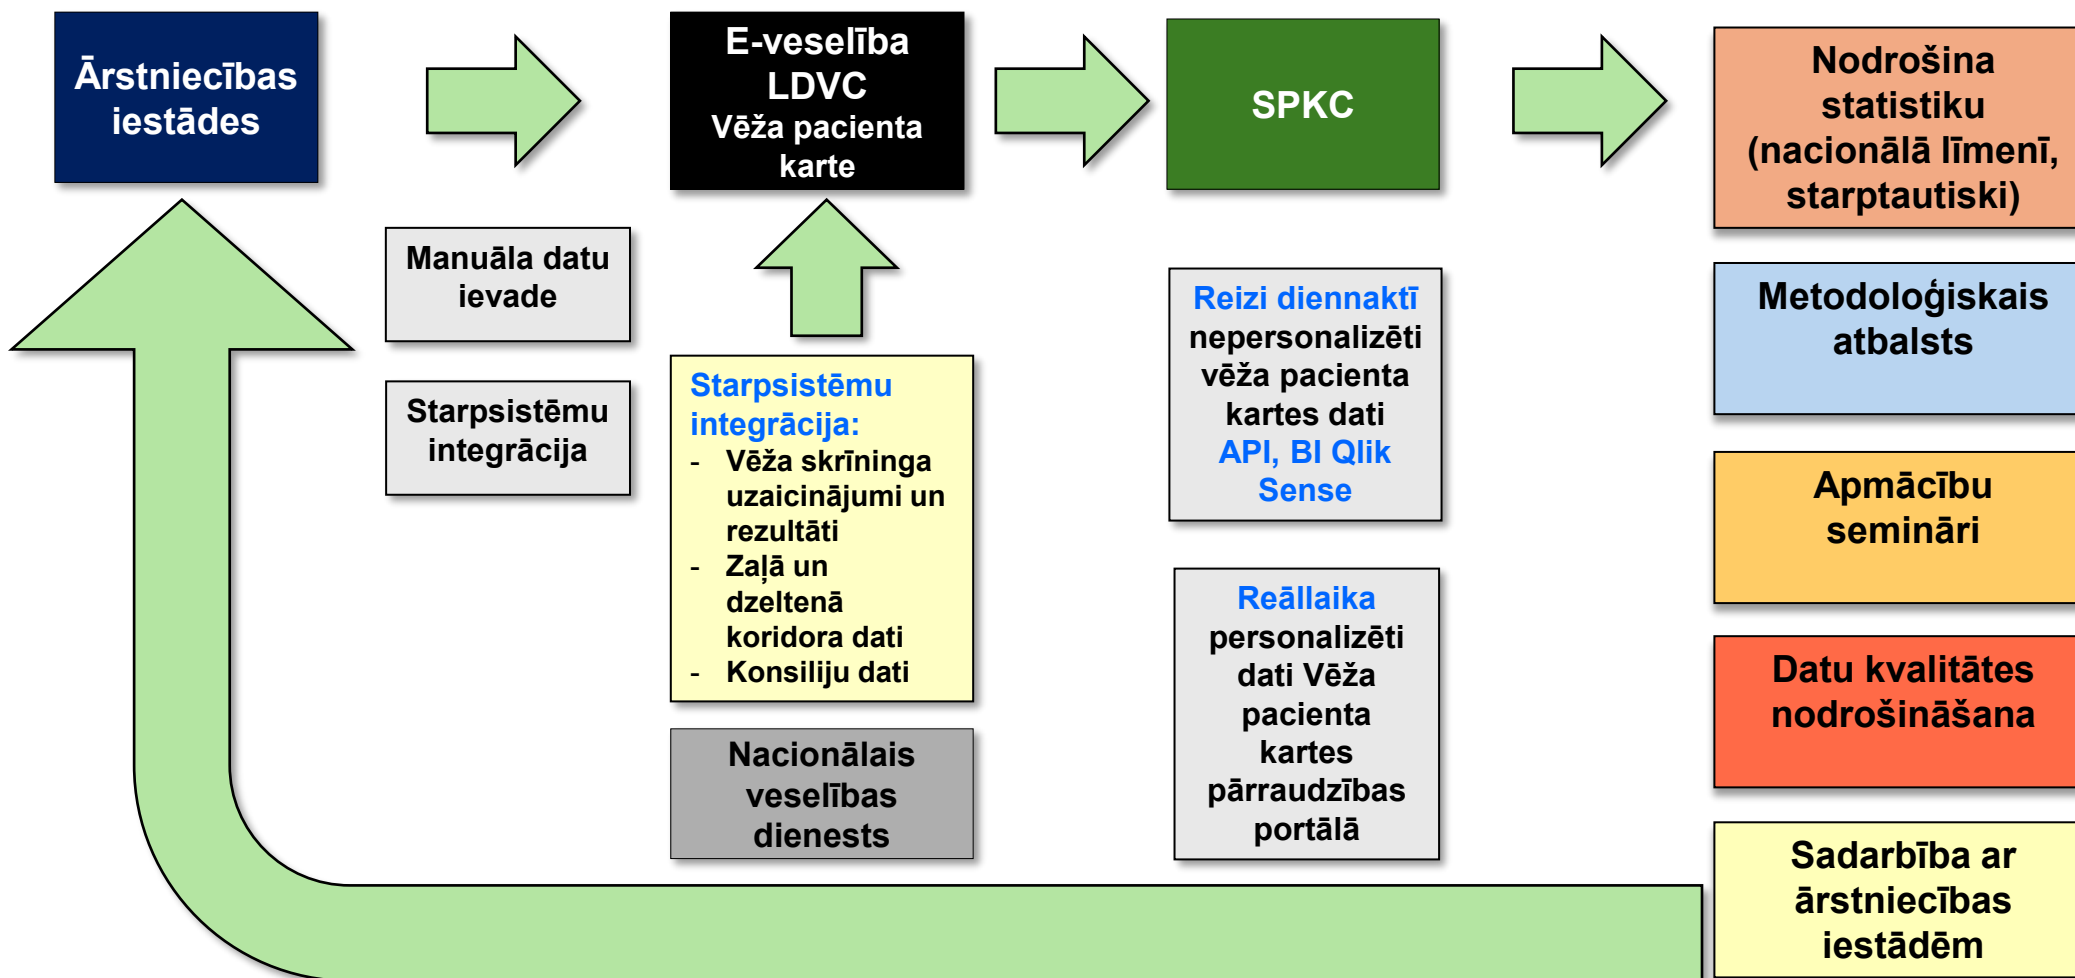 Ārstniecības
iestādes
E-veselība
LDVC
Vēža pacienta
karte
SPKC
Nodrošina
statistiku
(nacionālā līmenī,
starptautiski)
Manuāla datu
ievade
Starpsistēmu
integrācija
Starpsistēmu
integrācija:
- Vēža skrīninga
uzaicinājumi un
rezultāti
- Zaļā un
dzeltenā
koridora dati
- Konsiliju dati
Nacionālais
veselības
dienests
Reizi diennaktī
nepersonalizēti
vēža pacienta
kartes dati
API, BI Qlik
Sense
Reāllaika
personalizēti
dati Vēža
pacienta
kartes
pārraudzības
portālā
Metodoloģiskais
atbalsts
Apmācību
semināri
Datu kvalitātes
nodrošināšana
Sadarbība ar
ārstniecības
iestādēm